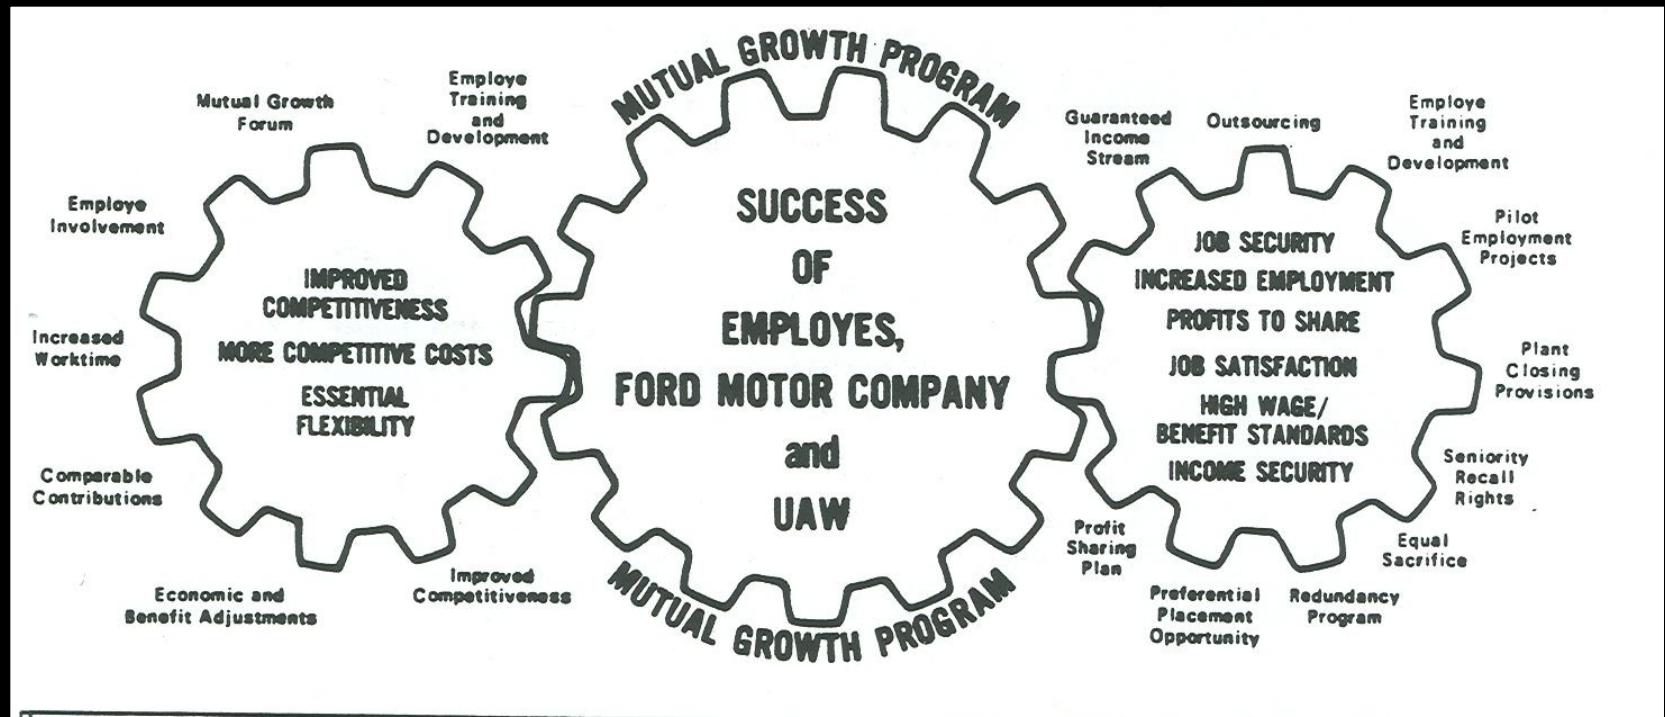 MUTUAL GROWTH PROGRAM
Mutual Growth
Forum
Employe
Training
and
Development
Employe
Involvement
Increased
Worktime
Comparable
Contributions
Economic and
Benefit Adjustments
Improved
Competitiveness
IMPROVED
COMPETITIVENESS
MORE COMPETITIVE COSTS
ESSENTIAL
FLEXIBILITY
SUCCESS
OF
EMPLOYES,
FORD MOTOR COMPANY
and
UAW
MUTUAL GROWTH PROGRAM
Guaranteed
Income
Stream
Outsourcing
Employe
Training
and
Development
Pilot
Employment
Projects
Plant
Closing
Provisions
Seniority
Recall
Rights
Equal
Sacrifice
Redundancy
Program
Preferential
Placement
Opportunity
Profit
Sharing
Plan
JOB SECURITY
INCREASED EMPLOYMENT
PROFITS TO SHARE
JOB SATISFACTION
HIGH WAGE/
BENEFIT STANDARDS
INCOME SECURITY